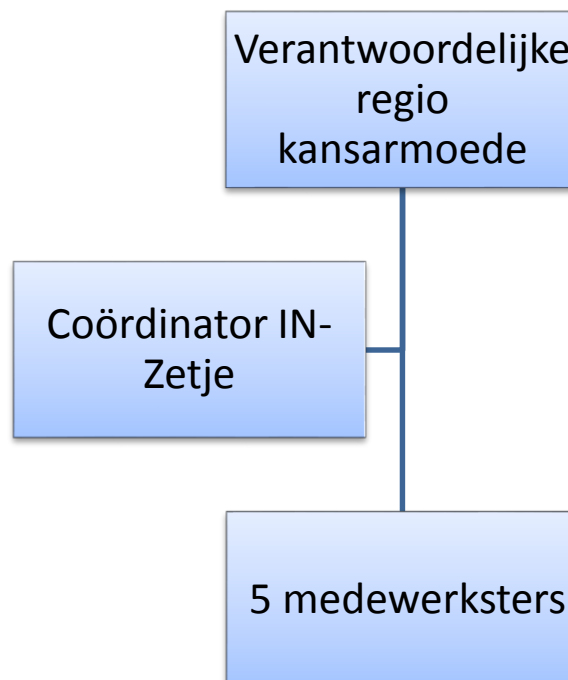 Verantwoordelijke
regio
kansarmoede
Coördinator IN-
Zetje
5 medewerksters